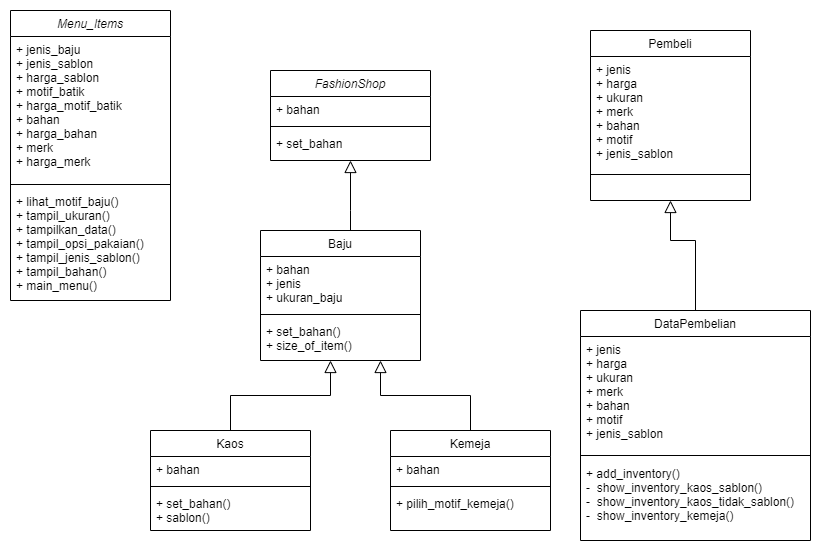 Menu_Items
+ jenis_baju
+ jenis_sablon
+ harga_sablon
+ motif_batik
+ harga_motif_batik
+ bahan
+ harga_bahan
+ merk
+ harga_merk
+ lihat_motif_baju()
+ tampil_ukuran()
+ tampilkan_data()
+ tampil_opsi_pakaian()
+ tampil_jenis_sablon()
+ tampil_bahan()
+ main_menu()
FashionShop
+ bahan
+ set_bahan
Baju
+ bahan
+ jenis
+ ukuran_baju
+ set_bahan()
+ size_of_item()
Kaos
+ bahan
+ set_bahan()
+ sablon()
Kemeja
+ bahan
+ pilih_motif_kemeja()
Pembeli
+ jenis
+ harga
+ ukuran
+ merk
+ bahan
+ motif
+ jenis_sablon
DataPembelian
+ jenis
+ harga
+ ukuran
+ merk
+ bahan
+ motif
+ jenis_sablon
+ add_inventory()
- show_inventory_kaos_sablon()
- show_inventory_kaos_tidak_sablon()
- show_inventory_kemeja()